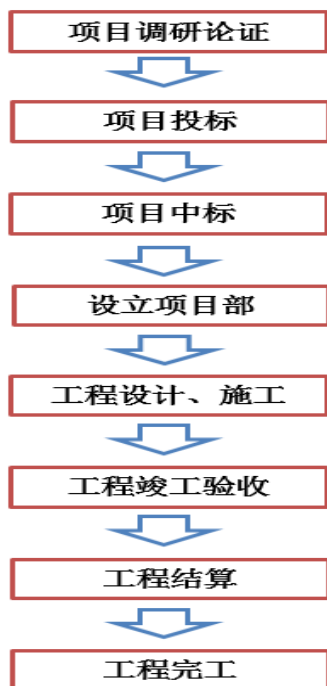 项目调研论证
项目投标
项目中标
设立项目部
工程设计、施工
工程竣工验收
工程结算
工程完工